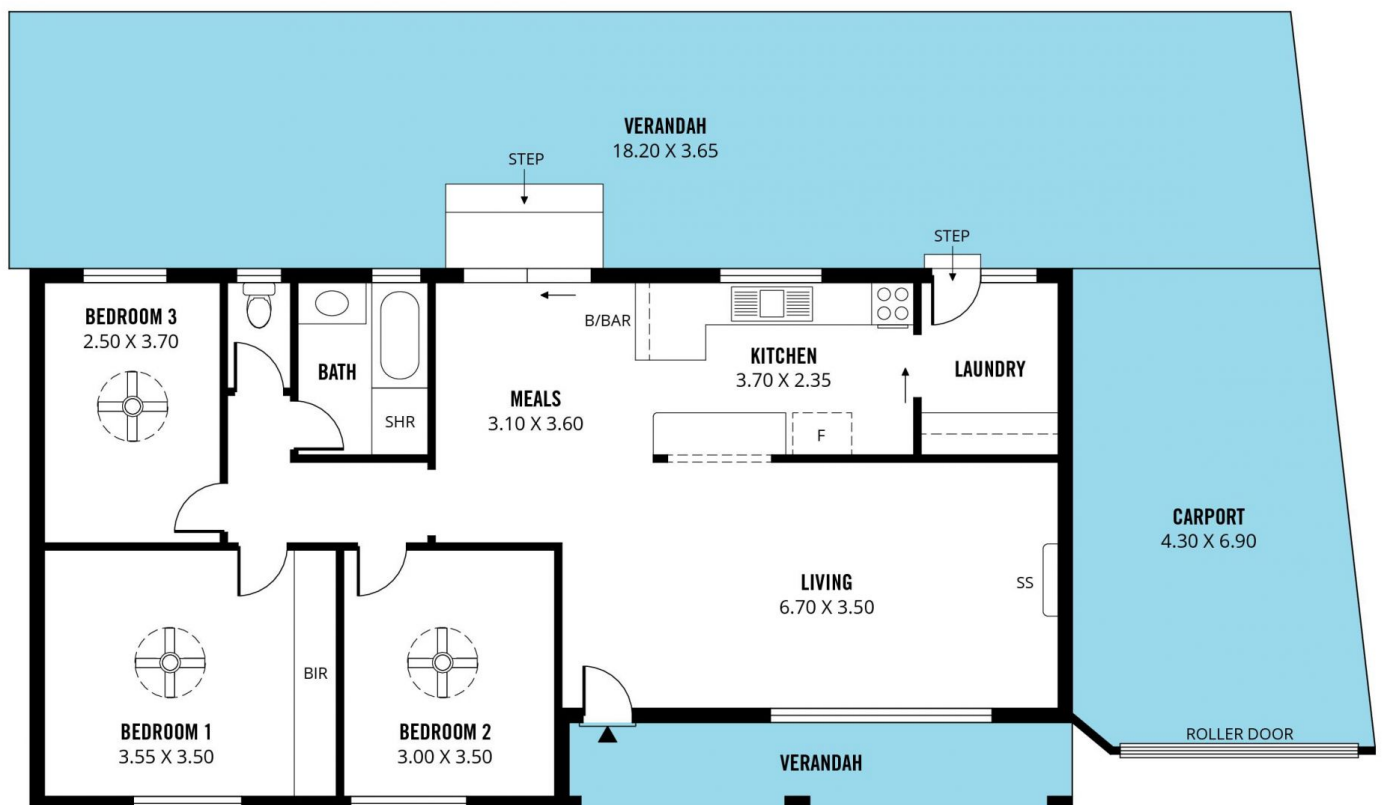 VERANDAH
18.20 X 3.65
STEP
STEP
BEDROOM 3
2.50 X 3.70
BATH
SHR
B/BAR
MEALS
3.10 X 3.60
KITCHEN
3.70 X 2.35
F
LAUNDRY
CARPORT
4.30 X 6.90
LIVING
6.70 X 3.50
SS
BIR
BEDROOM 1
3.55 X 3.50
BEDROOM 2
3.00 X 3.50
ROLLER DOOR
VERANDAH